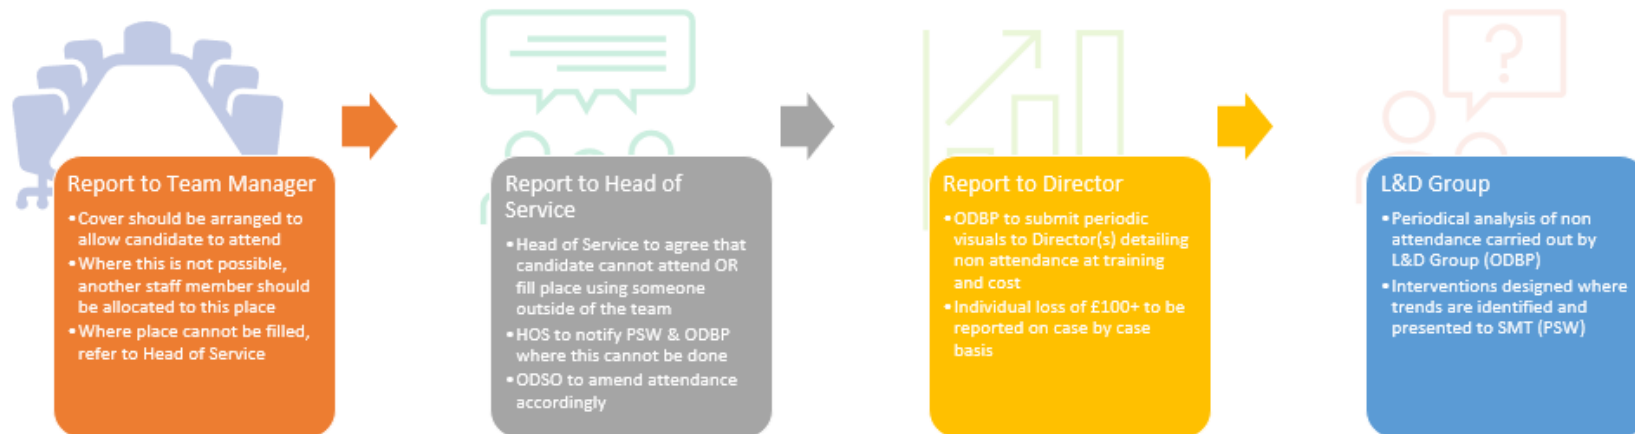 ?
Report to Team Manager
•Cover should be arranged to
allow candidate to attend
•Where this is not possible,
another staff member should
be allocated to this place
•Where place cannot be filled,
refer to Head of Service
Report to Head of
Service
•Head of Service to agree that
candidate cannot attend OR
fill place using someone
outside of the team
•HOS to notify PSW & ODBP
where this cannot be done
•ODSO to amend attendance
accordingly
Report to Director
•ODBP to submit periodic
visuals to Director(s) detailing
non attendance at training
and cost
•Individual loss of £100+ to be
reported on case by case
basis
L&D Group
•Periodical analysis of non
attendance carried out by
L&D Group (ODBP)
•Interventions designed where
trends are identified and
presented to SMT (PSW)